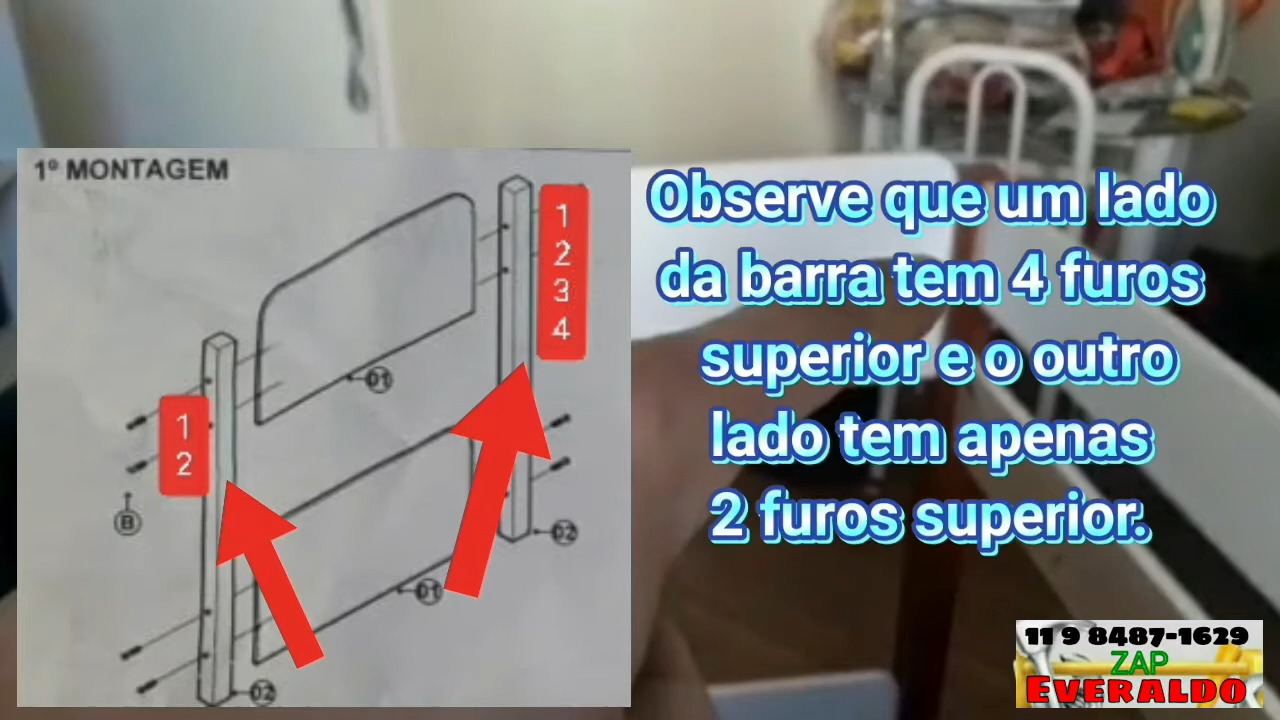 1º MONTAGEM
1
2
3
4
01
1
2
B
02
01
02
Observe que um lado
da barra tem 4 furos
superior e o outro
lado tem apenas
2 furos superior.
11 9 8487-1629
ZAP
EVERALDO